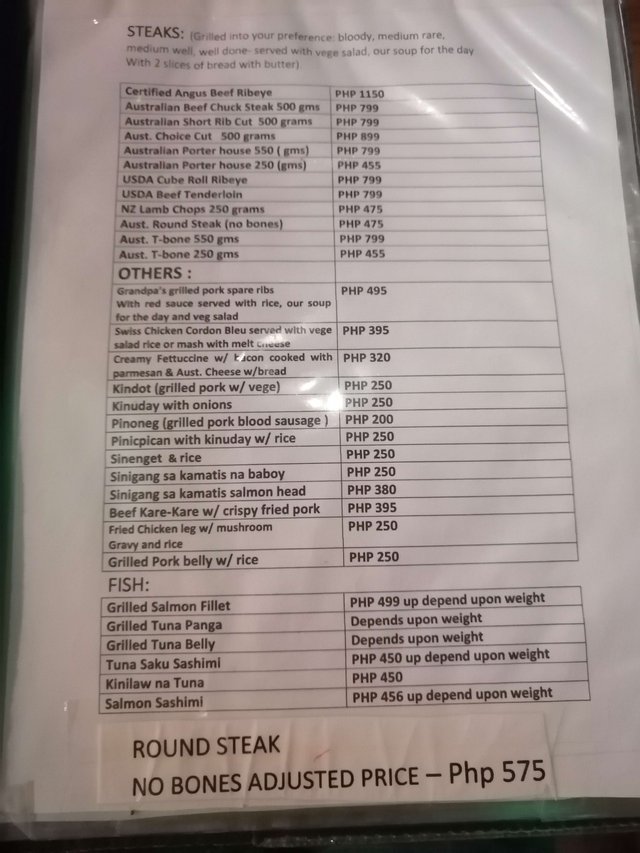 STEAKS: (Grilled into your preference: bloody, medium rare,
medium well, well done- served with vege salad, our soup for the day
With 2 slices of bread with butter).
Certified Angus Beef Ribeye PHP 1150
Australian Beef Chuck Steak 500 gms PHP 799
Australian Short Rib Cut 500 grams PHP 799
Aust. Choice Cut 500 grams PHP 899
Australian Porter house 550 ( gms) PHP 799
Australian Porter house 250 (gms) PHP 455
USDA Cube Roll Ribeye PHP 799
USDA Beef Tenderloin PHP 799
NZ Lamb Chops 250 grams PHP 475
Aust. Round Steak (no bones) PHP 475
Aust. T-bone 550 gms PHP 799
Aust. T-bone 250 gms PHP 455
OTHERS :
Grandpa's grilled pork spare ribs PHP 495
With red sauce served with rice, our soup
for the day and veg salad
Swiss Chicken Cordon Bleu served with vege PHP 395
salad rice or mash with melt cheese
Creamy Fettuccine w/ bacon cooked with PHP 320
parmesan & Aust. Cheese w/bread
Kindot (grilled pork w/ vege) PHP 250
Kinuday with onions PHP 250
Pinoneg (grilled pork blood sausage ) PHP 200
Pinicpican with kinuday w/ rice PHP 250
Sinenget & rice PHP 250
Sinigang sa kamatis na baboy PHP 250
Sinigang sa kamatis salmon head PHP 380
Beef Kare-Kare w/ crispy fried pork PHP 395
Fried Chicken leg w/ mushroom PHP 250
Gravy and rice
Grilled Pork belly w/ rice PHP 250
FISH:
Grilled Salmon Fillet PHP 499 up depend upon weight
Grilled Tuna Panga Depends upon weight
Grilled Tuna Belly Depends upon weight
Tuna Saku Sashimi PHP 450 up depend upon weight
Kinilaw na Tuna PHP 450
Salmon Sashimi PHP 456 up depend upon weight
ROUND STEAK
NO BONES ADJUSTED PRICE – Php 575